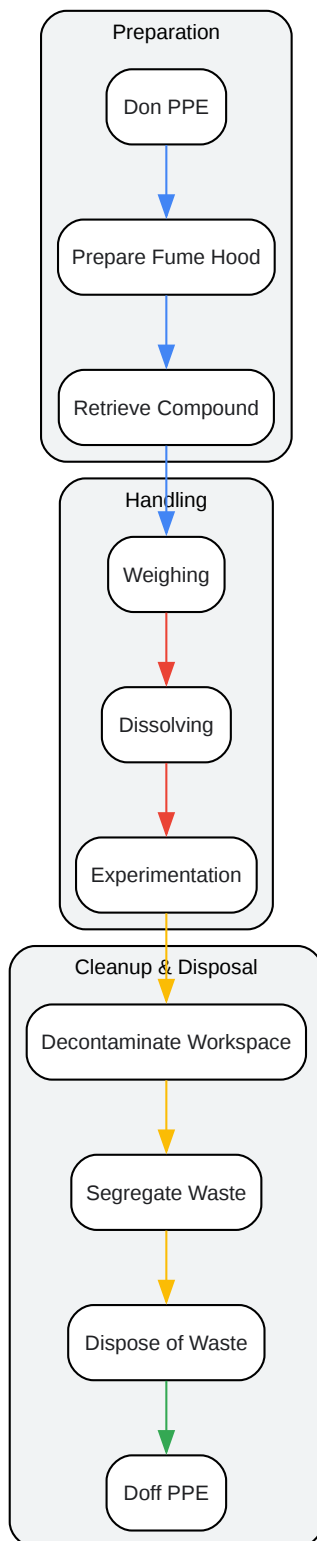 Preparation
Don PPE
Prepare Fume Hood
Retrieve Compound
Handling
Weighing
Dissolving
Experimentation
Cleanup & Disposal
Decontaminate Workspace
Segregate Waste
Dispose of Waste
Doff PPE